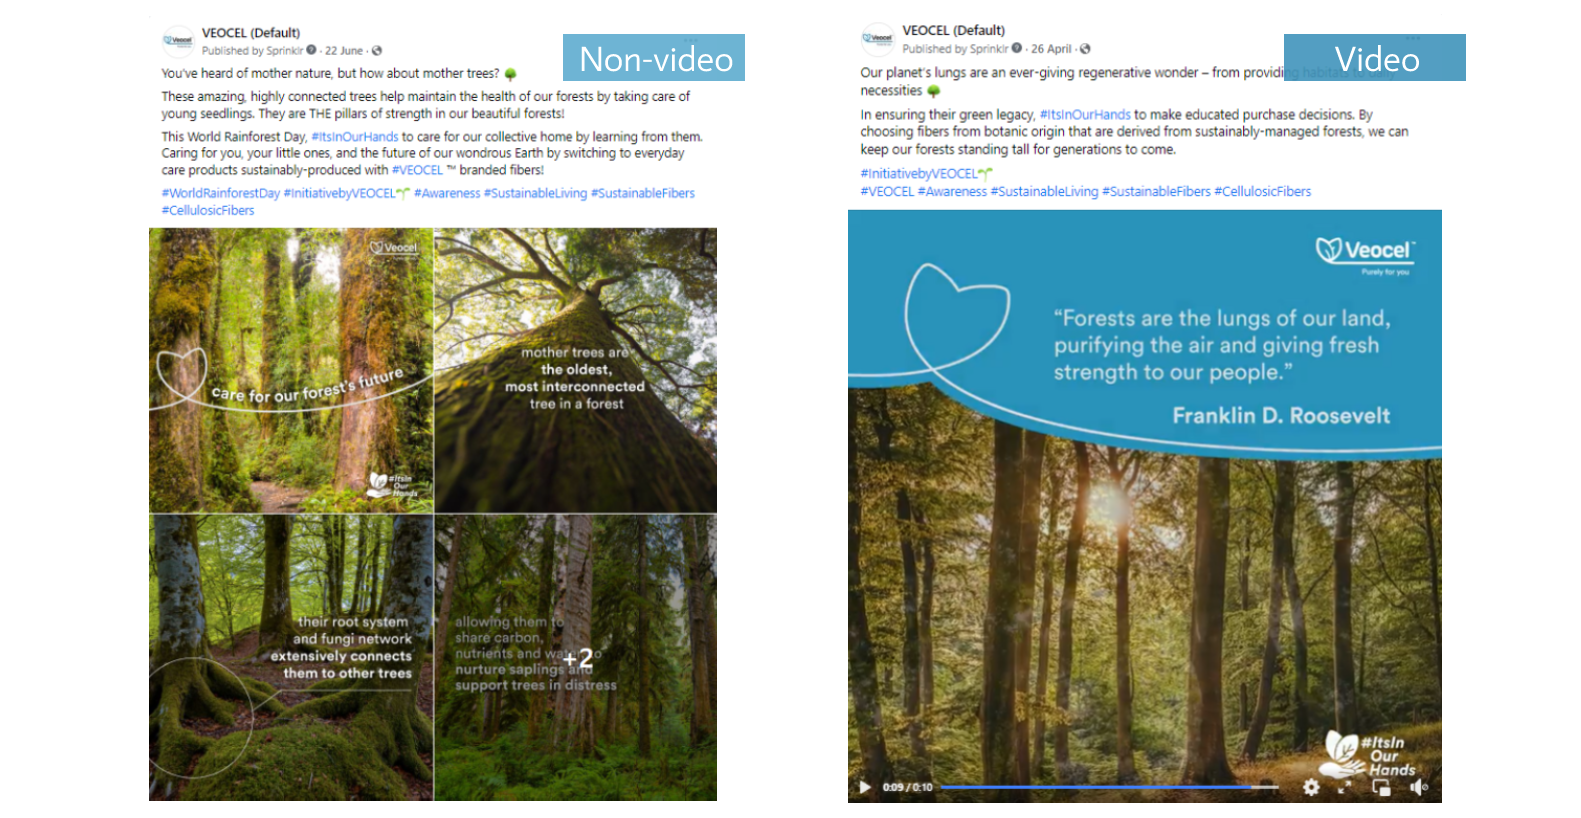 VEOCEL (Default)
Published by Sprinklr · 22 June ·
Non-video
You've heard of mother nature, but how about mother trees? 🌳
These amazing, highly connected trees help maintain the health of our forests by taking care of
young seedlings. They are THE pillars of strength in our beautiful forests!
This World Rainforest Day, #ItsInOurHands to care for our collective home by learning from them.
Caring for you, your little ones, and the future of our wondrous Earth by switching to everyday
care products sustainably-produced with #VEOCEL ™ branded fibers!
#WorldRainforestDay #InitiativebyVEOCEL🌱 #Awareness #SustainableLiving #SustainableFibers
#CellulosicFibers
Veocel
care for our forest's future
#ItsIn
Our
Hands
mother trees are
the oldest,
most interconnected
tree in a forest
their root system
and fungi network
extensively connects
them to other trees
allowing them to
share carbon,
nutrients and
nurture saplings and
support trees in distress
+2
VEOCEL (Default)
Published by Sprinklr · 26 April ·
Video
Our planet's lungs are an ever-giving regenerative wonder – from providing habitats to
necessities 🌳
In ensuring their green legacy, #ItsInOurHands to make educated purchase decisions. By
choosing fibers from botanic origin that are derived from sustainably-managed forests, we can
keep our forests standing tall for generations to come.
#InitiativebyVEOCEL🌱
#VEOCEL #Awareness #SustainableLiving #SustainableFibers #CellulosicFibers
Veocel™
Purely for you
“Forests are the lungs of our land,
purifying the air and giving fresh
strength to our people.”
Franklin D. Roosevelt
#ItsIn
Our
Hands
0:09 / 0:10